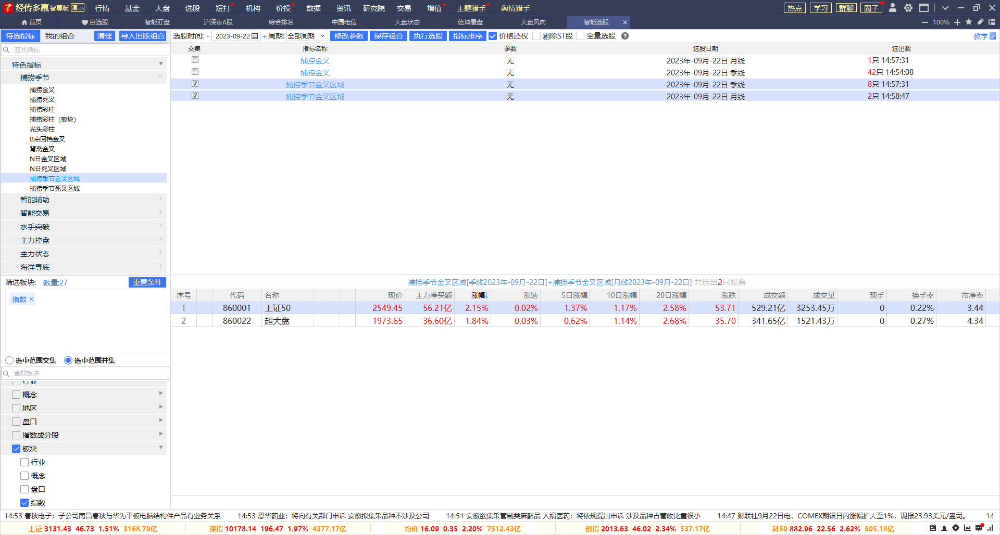 经传多赢 智尊版 演示 行情 基金 大盘 选股 短打 机构 价投 数据 资讯 研究院 交易 增值 主题猎手 舆情猎手 热点 学习 群聊 圈子
首页 自选股 智能盯盘 沪深京A股 综合排名 中国电信 大盘状态 乾坤看盘 大盘风向 智能选股 × 100%
待选指标 我的组合 清理 导入旧版组合 选股时间: - 2023-09-22 + 周期: 全部周期 修改参数 保存组合 执行选股 指标排序 价格还权 剔除ST股 全量选股 ? 教学
查找指标
交集 指标名称 参数 选股日期 选出数
捕捞金叉 无 2023年-09月-22日 月线 1只 14:57:31
捕捞金叉 无 2023年-09月-22日 季线 42只 14:54:08
捕捞季节金叉区域 无 2023年-09月-22日 季线 8只 14:57:31
捕捞季节金叉区域 无 2023年-09月-22日 月线 2只 14:58:47
特色指标
捕捞季节
捕捞金叉
捕捞死叉
捕捞彩柱
捕捞彩柱（板块）
光头彩柱
B点回档金叉
背离金叉
N日金叉区域
N日死叉区域
捕捞季节金叉区域
捕捞季节死叉区域
智能辅助
智能交易
水手突破
主力控盘
主力状态
海洋寻底
筛选板块: 数量:27 重置条件
指数 ×
选中范围交集 选中范围并集
查找板块
行业
概念
地区
盘口
指数成分股
板块
行业
概念
盘口
指数
捕捞季节金叉区域[季线2023年-09月-22日]+捕捞季节金叉区域[月线2023年-09月-22日] 共选出2只股票
序号 代码 名称 现价 主力净买额 涨幅↓ 涨速 5日涨幅 10日涨幅 20日涨幅 涨跌 成交额 成交量 现手 换手率 市净率
1 860001 上证50 2549.45 56.21亿 2.15% 0.02% 1.37% 1.17% 2.58% 53.71 529.21亿 3253.45万 0 0.22% 3.44
2 860022 超大盘 1973.65 36.60亿 1.84% 0.03% 0.62% 1.14% 2.68% 35.70 341.65亿 1521.43万 0 0.27% 4.34
14:53 春秋电子：子公司南昌春秋与华为平板电脑结构件产品有业务关系 14:53 恩华药业：将向有关部门申诉 安徽拟集采品种不涉及公司 14:51 安徽欲集采管制类麻醉品 人福医药：将依规提出申诉 涉及品种占营收比重很小 14:47 财联社9月22日电，COMEX期银日内涨幅扩大至1%，现报23.93美元/盎司。 14
上证 3131.43 46.73 1.51% 3168.79亿 深指 10178.14 196.47 1.97% 4377.17亿 均价 16.09 0.35 2.20% 7512.43亿 创指 2013.63 46.02 2.34% 537.17亿 科50 882.96 22.56 2.62% 505.18亿